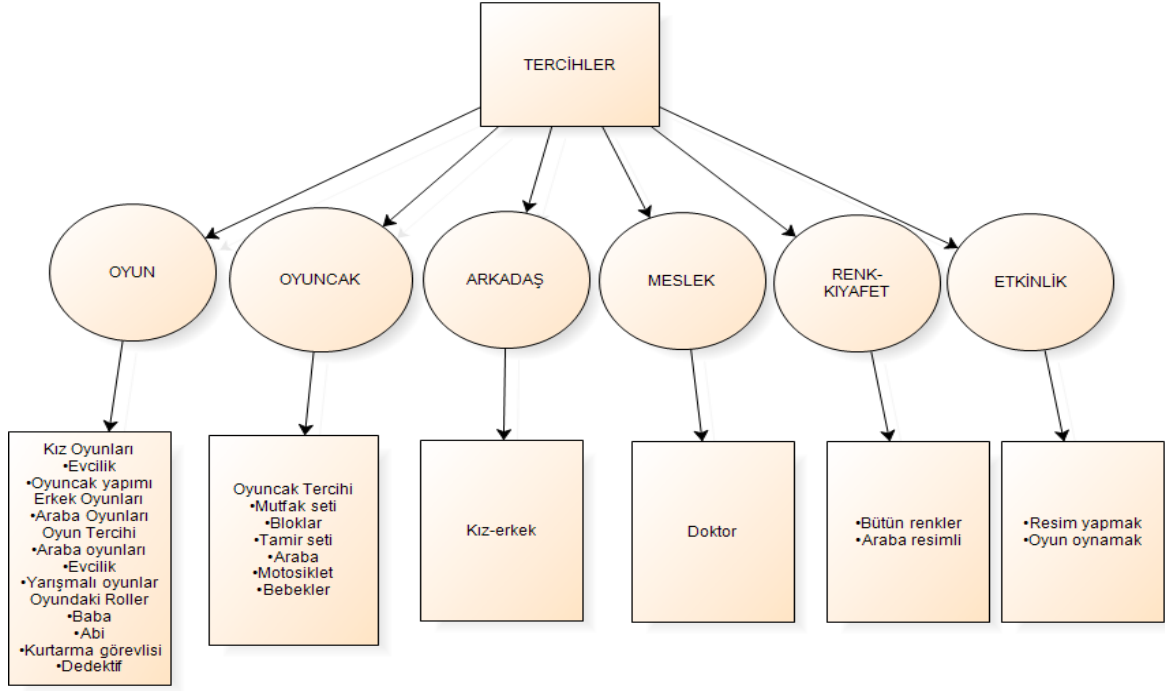 TERCİHLER
OYUN
OYUNCAK
ARKADAŞ
MESLEK
RENK-
KIYAFET
ETKİNLİK
Kız Oyunları
•Evcilik
•Oyuncak yapımı
Erkek Oyunları
•Araba Oyunları
Oyun Tercihi
•Araba oyunları
•Evcilik
•Yarışmalı oyunlar
Oyundaki Roller
•Baba
•Abi
•Kurtarma görevlisi
•Dedektif
Oyuncak Tercihi
•Mutfak seti
•Bloklar
•Tamir seti
•Araba
•Motosiklet
•Bebekler
Kız-erkek
Doktor
•Bütün renkler
•Araba resimli
•Resim yapmak
•Oyun oynamak